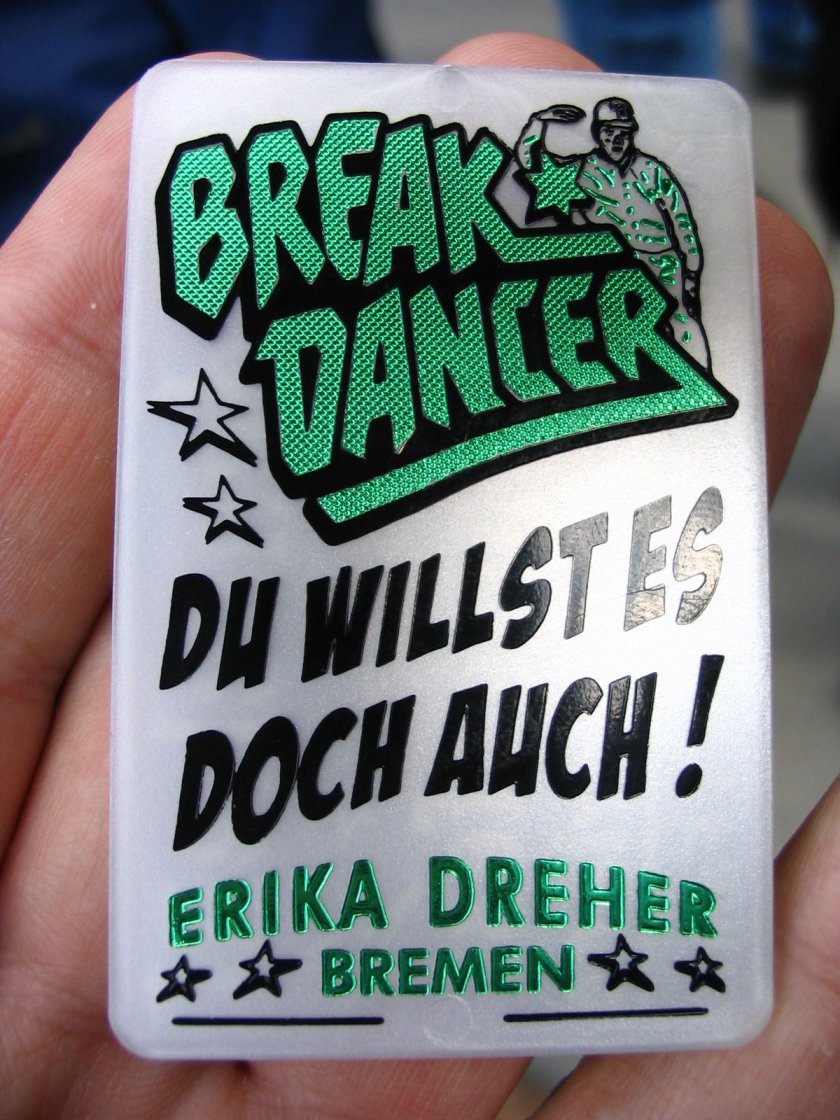 BREAK
DANCER
DU WILLST ES
DOCH AUCH!
ERIKA DREHER
BREMEN